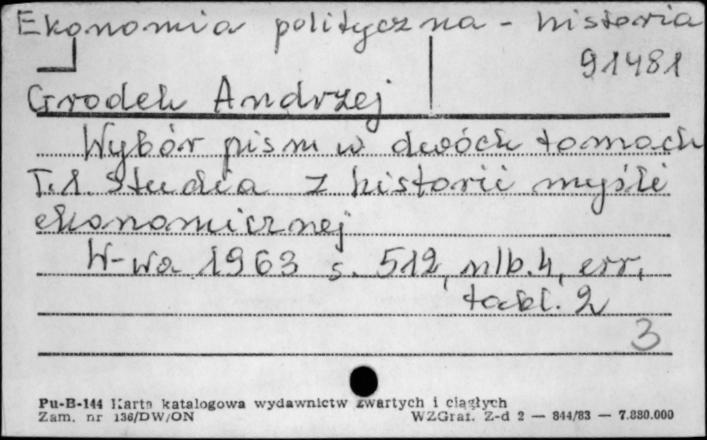 Ekonomia polityczna - historia
91481
Grodek Andrzej
Wybór pism w dwóch tomach
T.1. Studia z historii myśli
ekonomicznej
W-wa 1963 s. 512, nlb. 4, err,
tabl. 2
3
Pu-B-144 Karta katalogowa wydawnictw zwartych i ciągłych
Zam. nr 136/DW/ON WZGraf. Z-d 2 — 844/83 — 7.880.000